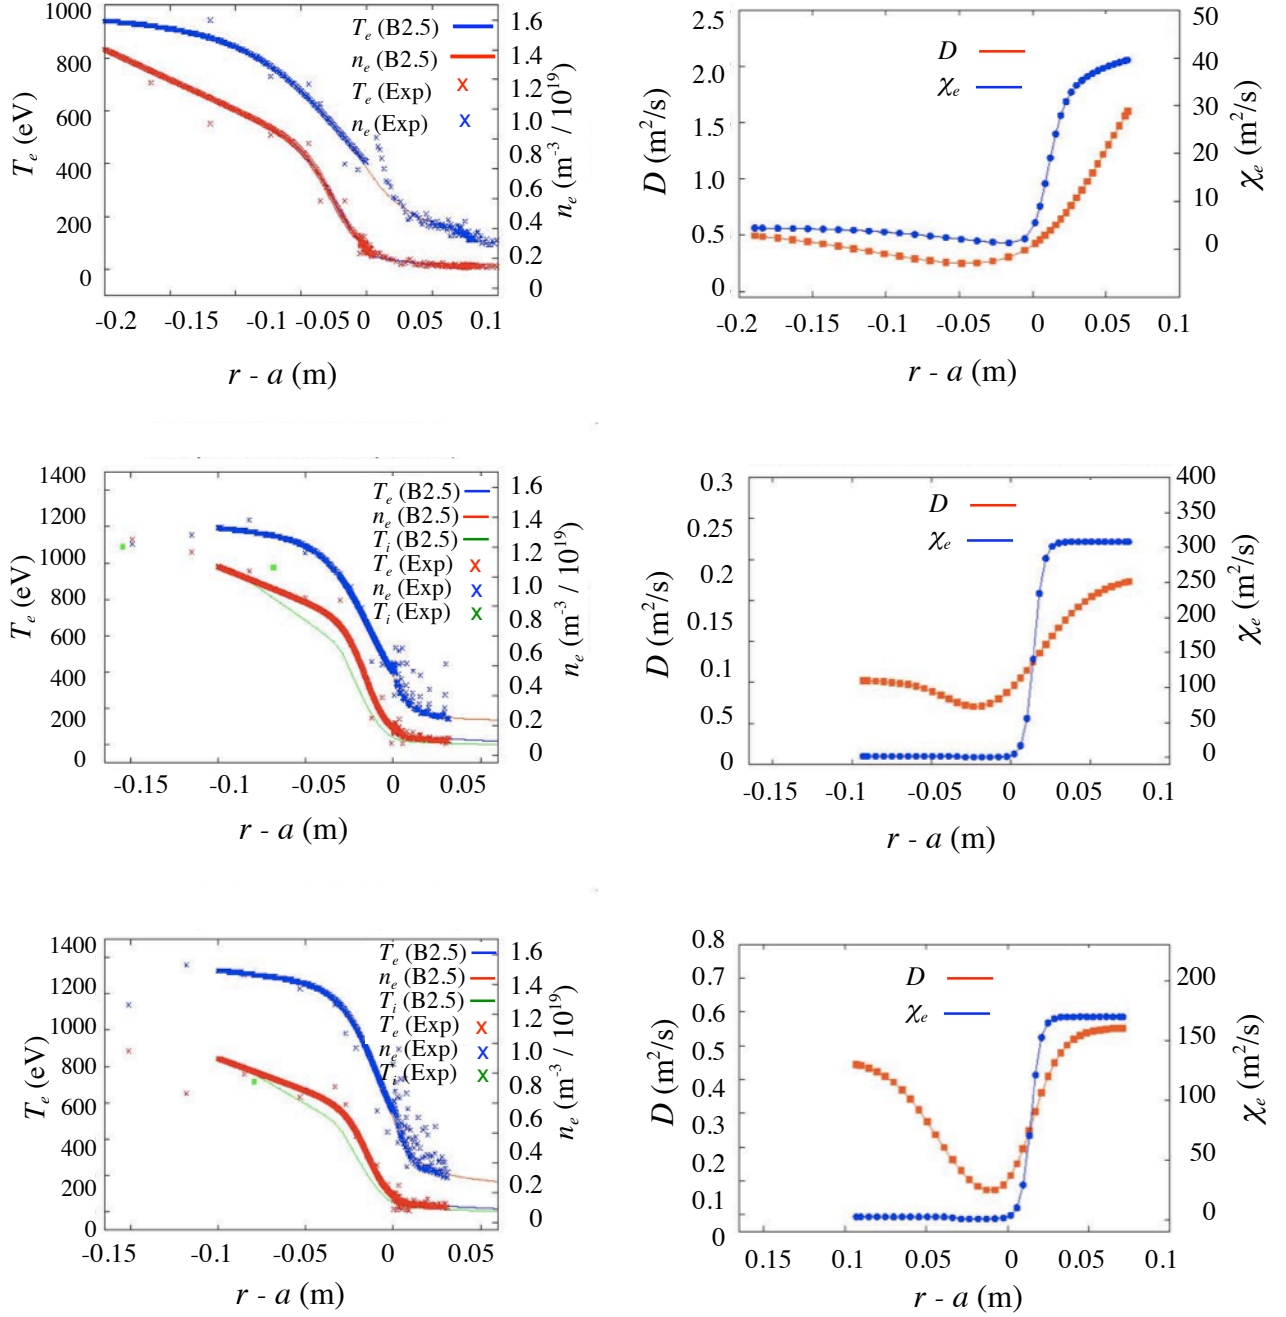 1000
800
600
400
200
0
T_e (eV)
T_e (B2.5)
n_e (B2.5)
T_e (Exp)
n_e (Exp)
1.6
1.4
1.2
1.0
0.8
0.6
0.4
0.2
0
n_e (m^-3 / 10^19)
-0.2 -0.15 -0.1 -0.05 0 0.05 0.1
r - a (m)
2.5
2.0
1.5
1.0
0.5
0
D (m^2/s)
D
χ_e
50
40
30
20
10
0
χ_e (m^2/s)
-0.2 -0.15 -0.1 -0.05 0 0.05 0.1
r - a (m)
1400
1200
1000
800
600
400
200
0
T_e (eV)
T_e (B2.5)
n_e (B2.5)
T_i (B2.5)
T_e (Exp)
n_e (Exp)
T_i (Exp)
1.6
1.4
1.2
1.0
0.8
0.6
0.4
0.2
0
n_e (m^-3 / 10^19)
-0.15 -0.1 -0.05 0 0.05
r - a (m)
0.3
0.25
0.2
0.15
0.1
0.5
0
D (m^2/s)
D
χ_e
400
350
300
250
200
150
100
50
0
χ_e (m^2/s)
-0.15 -0.1 -0.05 0 0.05 0.1
r - a (m)
1400
1200
1000
800
600
400
200
0
T_e (eV)
T_e (B2.5)
n_e (B2.5)
T_i (B2.5)
T_e (Exp)
n_e (Exp)
T_i (Exp)
1.6
1.4
1.2
1.0
0.8
0.6
0.4
0.2
0
n_e (m^-3 / 10^19)
-0.15 -0.1 -0.05 0 0.05
r - a (m)
0.8
0.7
0.6
0.5
0.4
0.3
0.2
0.1
0
D (m^2/s)
D
χ_e
200
150
100
50
0
χ_e (m^2/s)
0.15 0.1 0.05 0 0.05 0.1
r - a (m)